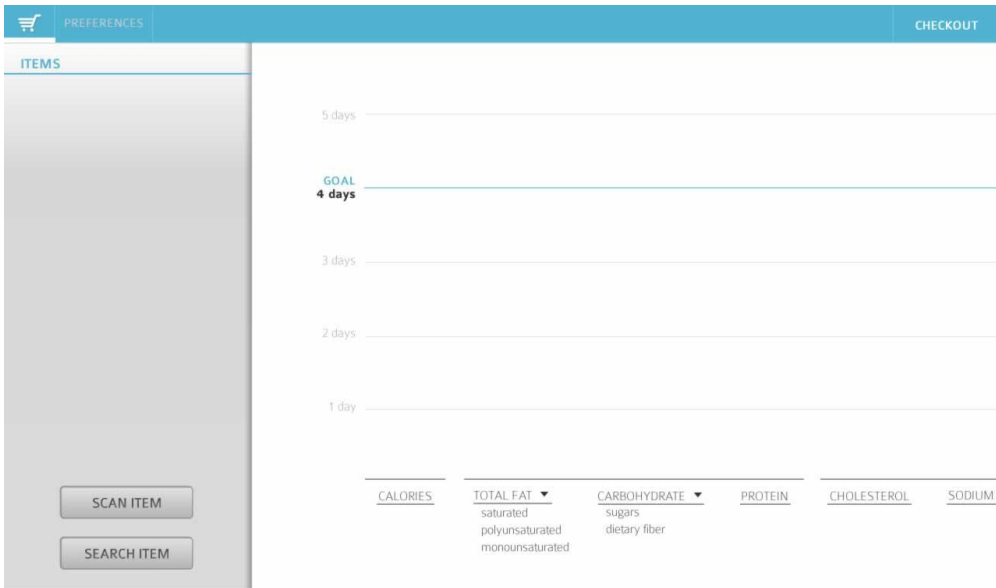 PREFERENCES
CHECKOUT
ITEMS
5 days
GOAL
4 days
3 days
2 days
1 day
CALORIES
TOTAL FAT
saturated
polyunsaturated
monounsaturated
CARBOHYDRATE
sugars
dietary fiber
PROTEIN
CHOLESTEROL
SODIUM
SCAN ITEM
SEARCH ITEM